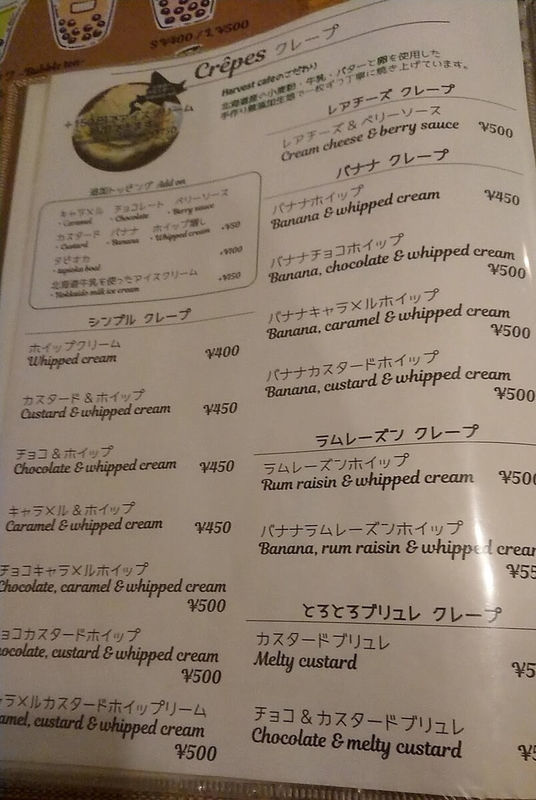 Bubble tea
S ¥400 / L ¥500
Crêpes クレープ
Harvest cafeのこだわり
北海道産の小麦粉・牛乳・バターと卵を使用した
手作り
で一枚ずつ丁寧に焼き上げています。
追加トッピング Add on
キャラメル チョコレート ベリーソース
・Caramel ・Chocolate ・Berry sauce
カスタード バナナ ホイップ増し
・Custard ・Banana ・Whipped cream +¥50
タピオカ +¥100
・tapioka boal
北海道牛乳を使ったアイスクリーム +¥150
・Hokkaido milk ice cream
シンプル クレープ
ホイップクリーム
Whipped cream ¥400
カスタード & ホイップ
Custard & whipped cream ¥450
チョコ & ホイップ
Chocolate & whipped cream ¥450
キャラメル & ホイップ
Caramel & whipped cream ¥450
チョコキャラメルホイップ
Chocolate, caramel & whipped cream
¥500
ョコカスタードホイップ
ocolate, custard & whipped cream
¥500
ラメルカスタードホイップリーム
amel, custard & whipped cream
¥500
レアチーズ クレープ
レアチーズ & ベリーソース
Cream cheese & berry sauce ¥500
バナナ クレープ
バナナホイップ
Banana & whipped cream ¥450
バナナチョコホイップ
Banana, chocolate & whipped cream
¥500
バナナキャラメルホイップ
Banana, caramel & whipped cream
¥500
バナナカスタードホイップ
Banana, custard & whipped cream
¥500
ラムレーズン クレープ
ラムレーズンホイップ
Rum raisin & whipped cream ¥500
バナナラムレーズンホイップ
Banana, rum raisin & whipped crear
¥55
とろとろブリュレ クレープ
カスタードブリュレ
Melty custard ¥5
チョコ & カスタードブリュレ
Chocolate & melty custard ¥5